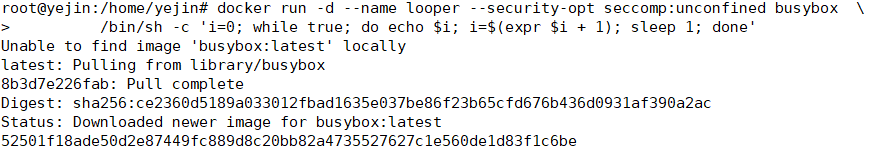 root@yejin:/home/yejin# docker run -d --name looper --security-opt seccomp:unconfined busybox  \
>         /bin/sh -c 'i=0; while true; do echo $i; i=$(expr $i + 1); sleep 1; done'
Unable to find image 'busybox:latest' locally
latest: Pulling from library/busybox
8b3d7e226fab: Pull complete
Digest: sha256:ce2360d5189a033012fbad1635e037be86f23b65cfd676b436d0931af390a2ac
Status: Downloaded newer image for busybox:latest
52501f18ade50d2e87449fc889d8c20bb82a4735527627c1e560de1d83f1c6be